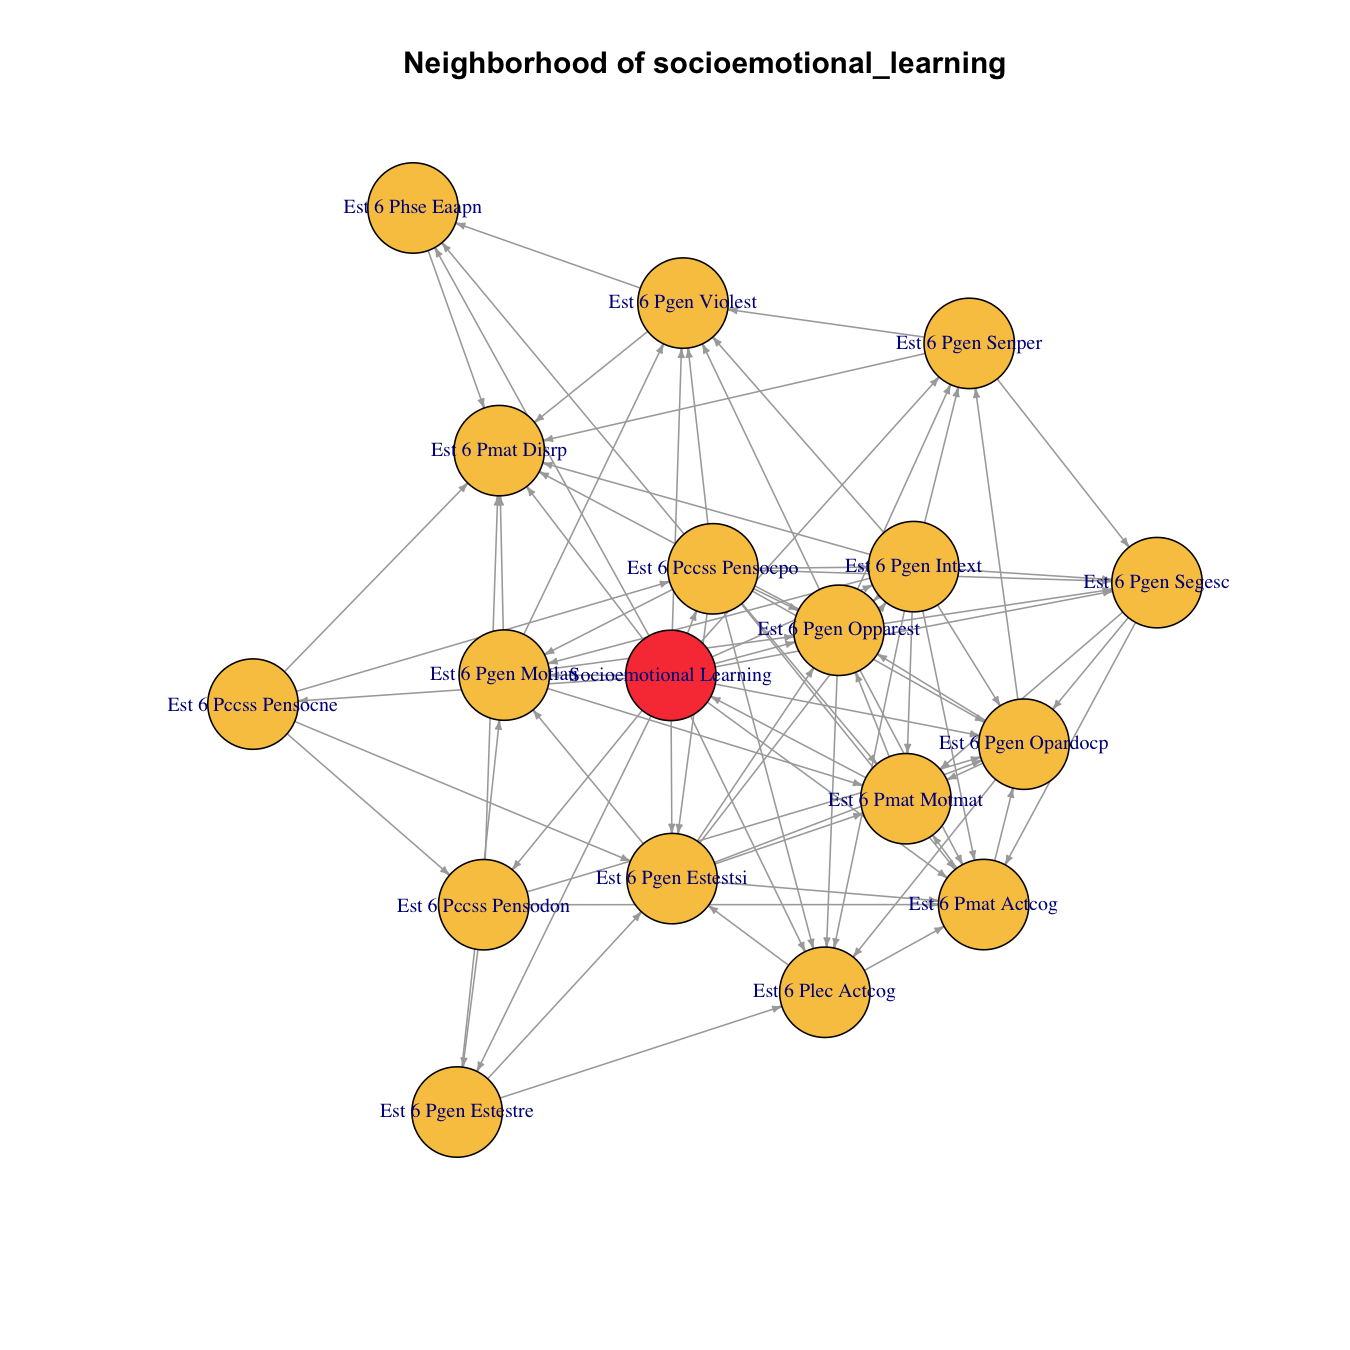 Neighborhood of socioemotional_learning
Est 6 Phse Eaapn
Est 6 Pgen Violest
Est 6 Pgen Senper
Est 6 Pmat Disrp
Est 6 Pccss Pensocpo
Est 6 Pgen Intext
Est 6 Pgen Segesc
Est 6 Pgen Opparest
Est 6 Pgen Motlau
Socioemotional Learning
Est 6 Pccss Pensocne
Est 6 Pgen Opardocp
Est 6 Pmat Motmat
Est 6 Pgen Estestsi
Est 6 Pccss Pensodon
Est 6 Pmat Actcog
Est 6 Plec Actcog
Est 6 Pgen Estestre